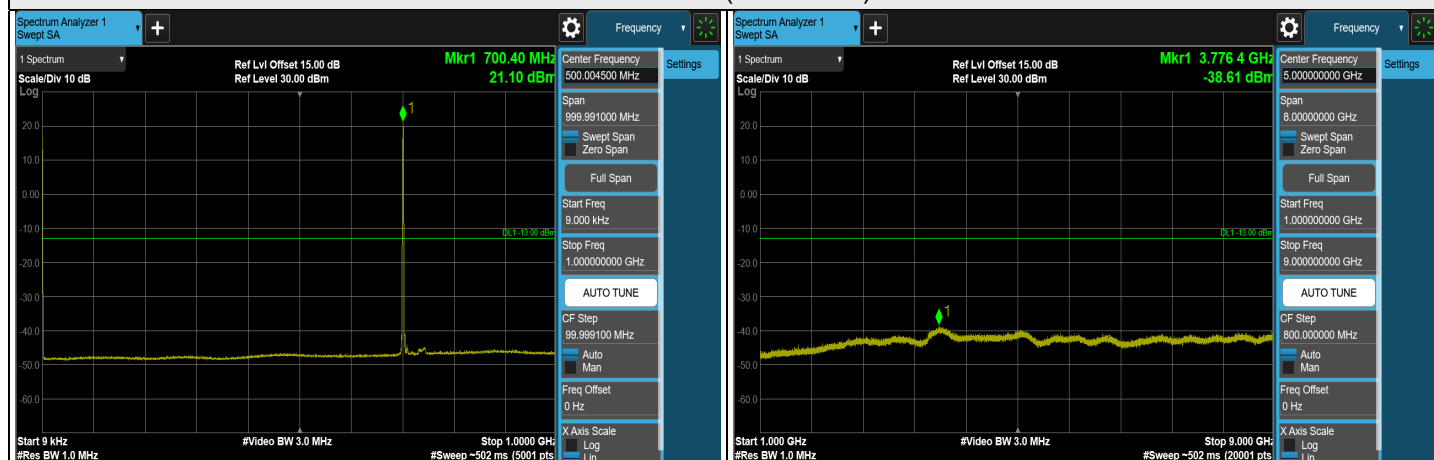 Spectrum Analyzer 1
Swept SA
+
Frequency
1 Spectrum
Scale/Div 10 dB
Log
Ref Lvl Offset 15.00 dB
Ref Level 30.00 dBm
Mkr1 700.40 MHz
21.10 dBm
1
20.0
10.0
0.00
-10.0
-20.0
-30.0
-40.0
-50.0
-60.0
DL1 -13.00 dBm
Start 9 kHz
#Res BW 1.0 MHz
#Video BW 3.0 MHz
Stop 1.0000 GHz
#Sweep ~502 ms (5001 pts
Settings
Center Frequency
500.004500 MHz
Span
999.991000 MHz
Swept Span
Zero Span
Full Span
Start Freq
9.000 kHz
Stop Freq
1.000000000 GHz
AUTO TUNE
CF Step
99.999100 MHz
Auto
Man
Freq Offset
0 Hz
X Axis Scale
Log
Lin
Spectrum Analyzer 1
Swept SA
+
Frequency
1 Spectrum
Scale/Div 10 dB
Log
Ref Lvl Offset 15.00 dB
Ref Level 30.00 dBm
Mkr1 3.776 4 GHz
-38.61 dBm
1
20.0
10.0
0.00
-10.0
-20.0
-30.0
-40.0
-50.0
-60.0
DL1 -13.00 dBm
Start 1.000 GHz
#Res BW 1.0 MHz
#Video BW 3.0 MHz
Stop 9.000 GHz
#Sweep ~502 ms (20001 pts
Settings
Center Frequency
5.000000000 GHz
Span
8.00000000 GHz
Swept Span
Zero Span
Full Span
Start Freq
1.000000000 GHz
Stop Freq
9.000000000 GHz
AUTO TUNE
CF Step
800.000000 MHz
Auto
Man
Freq Offset
0 Hz
X Axis Scale
Log
Lin